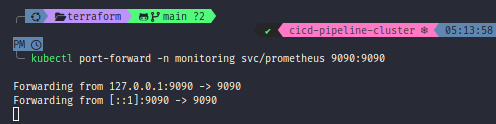 terraform main ?2
✔ cicd-pipeline-cluster 05:13:58
PM
kubectl port-forward -n monitoring svc/prometheus 9090:9090
Forwarding from 127.0.0.1:9090 -> 9090
Forwarding from [::1]:9090 -> 9090